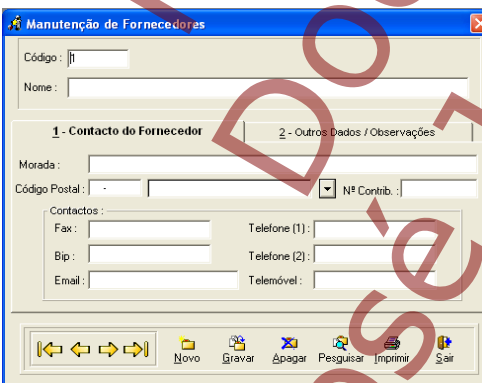 Manutenção de Fornecedores
Código : 1
Nome :
1 - Contacto do Fornecedor 2 - Outros Dados / Observações
Morada :
Código Postal : - Nº Contrib. :
Contactos :
Fax : Telefone (1) :
Bip : Telefone (2) :
Email : Telemóvel :
Novo Gravar Apagar Pesquisar Imprimir Sair